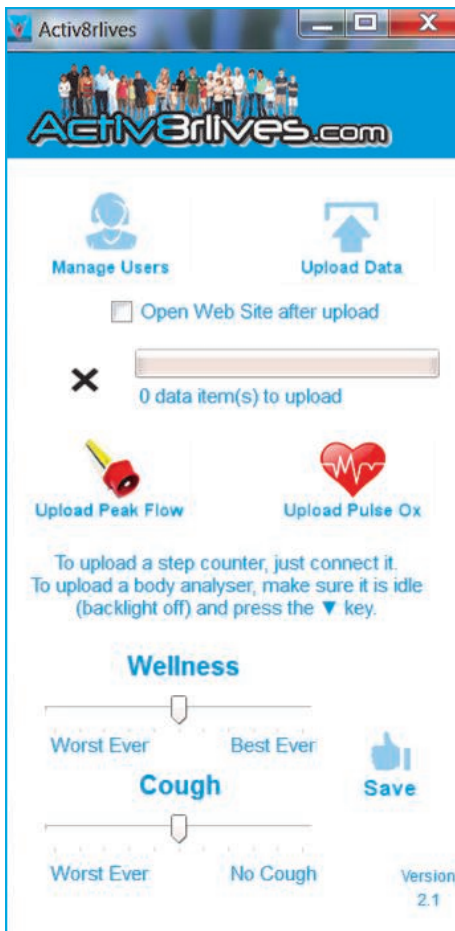 Activ8rlives
Activ8rlives.com
Manage Users
Upload Data
Open Web Site after upload
0 data item(s) to upload
Upload Peak Flow
Upload Pulse Ox
To upload a step counter, just connect it.
To upload a body analyser, make sure it is idle
(backlight off) and press the ▼ key.
Wellness
Worst Ever
Best Ever
Cough
Save
Worst Ever
No Cough
Version
2.1